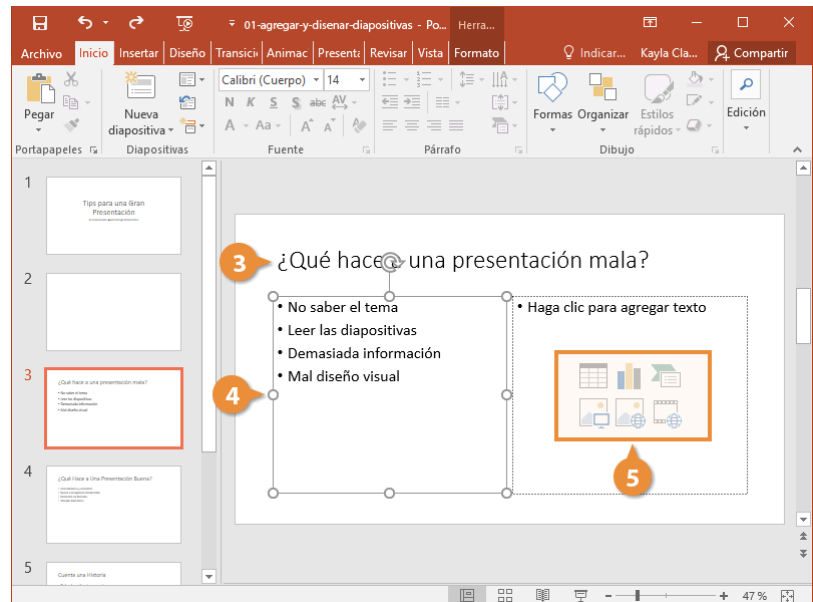 01-agregar-y-disenar-diapositivas - Po... Herra...
Archivo Inicio Insertar Diseño Transicio Animac Presenta Revisar Vista Formato Indicar... Kayla Cla... Compartir
Calibri (Cuerpo) 14
N K S S abc AV
A Aa A A
Pegar
Nueva
diapositiva
Formas Organizar Estilos
rápidos
Edición
Portapapeles Diapositivas Fuente Párrafo Dibujo
1
Tips para una Gran
Presentación
2
3
¿Qué hace a una presentación mala?
• No saber el tema
• Leer las diapositivas
• Demasiada información
• Mal diseño visual
4
¿Qué Hace a Una Presentación Buena?
5
Cuente una Historia
3
¿Qué hace a una presentación mala?
• No saber el tema
• Leer las diapositivas
• Demasiada información
• Mal diseño visual
4
• Haga clic para agregar texto
5
47 %